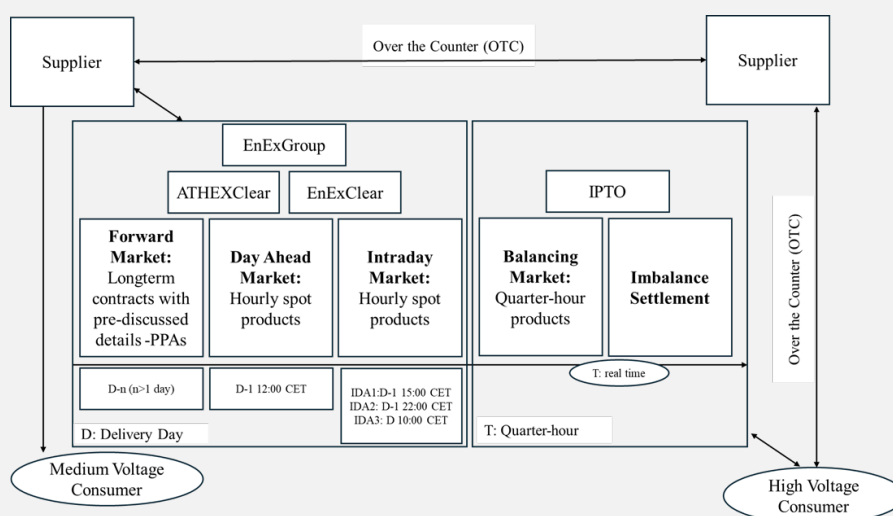 Supplier
Over the Counter (OTC)
Supplier
EnExGroup
ATHEXClear
EnExClear
IPTO
Forward
Market:
Longterm
contracts with
pre-discussed
details -PPAs
Day Ahead
Market:
Hourly spot
products
Intraday
Market:
Hourly spot
products
Balancing
Market:
Quarter-hour
products
Imbalance
Settlement
Over the Counter (OTC)
T: real time
D-n (n>1 day)
D-1 12:00 CET
IDA1:D-1 15:00 CET
IDA2: D-1 22:00 CET
IDA3: D 10:00 CET
D: Delivery Day
T: Quarter-hour
Medium Voltage
Consumer
High Voltage
Consumer